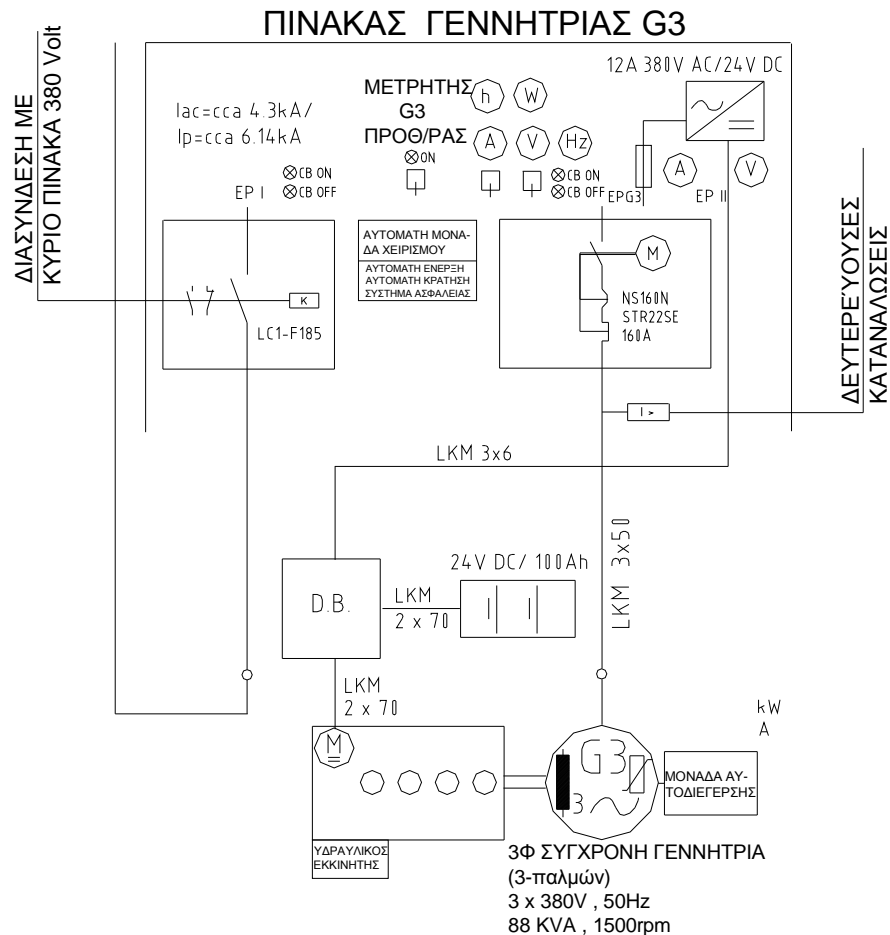 ΠΙΝΑΚΑΣ ΓΕΝΝΗΤΡΙΑΣ G3
ΔΙΑΣΥΝΔΕΣΗ ΜΕ
ΚΥΡΙΟ ΠΙΝΑΚΑ 380 Volt
12A 380V AC/24V DC
Iac=cca 4.3kA/
Ip=cca 6.14kA
ΜΕΤΡΗΤΗΣ
G3
ΠΡΟΘ/ΡΑΣ
h
W
A
V
Hz
ON
CB ON
CB OFF
EP I
CB ON
CB OFF
EPG3
A
EP II
V
ΑΥΤΟΜΑΤΗ ΜΟΝΑ-
ΔΑ ΧΕΙΡΙΣΜΟΥ
ΑΥΤΟΜΑΤΗ ΕΝΕΡΞΗ
ΑΥΤΟΜΑΤΗ ΚΡΑΤΗΣΗ
ΣΥΣΤΗΜΑ ΑΣΦΑΛΕΙΑΣ
K
LC1-F185
M
NS160N
STR22SE
160A
ΔΕΥΤΕΡΕΥΟΥΣΕΣ
ΚΑΤΑΝΑΛΩΣΕΙΣ
I >
LKM 3x6
LKM 3x50
24V DC/ 100Ah
D.B.
LKM
2 x 70
LKM
2 x 70
kW
A
M
G3
3
ΜΟΝΑΔΑ ΑΥ-
ΤΟΔΙΕΓΕΡΣΗΣ
ΥΔΡΑΥΛΙΚΟΣ
ΕΚΚΙΝΗΤΗΣ
3Φ ΣΥΓΧΡΟΝΗ ΓΕΝΝΗΤΡΙΑ
(3-παλμών)
3 x 380V , 50Hz
88 KVA , 1500rpm